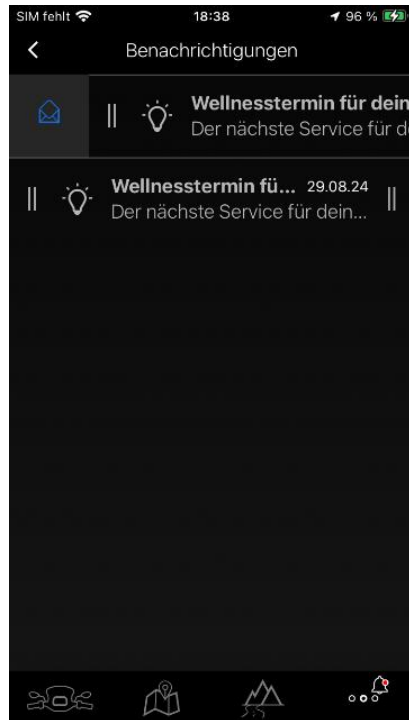 SIM fehlt 18:38 96 %
Benachrichtigungen
Wellnesstermin für dein
Der nächste Service für d
Wellnesstermin fü... 29.08.24
Der nächste Service für dein...